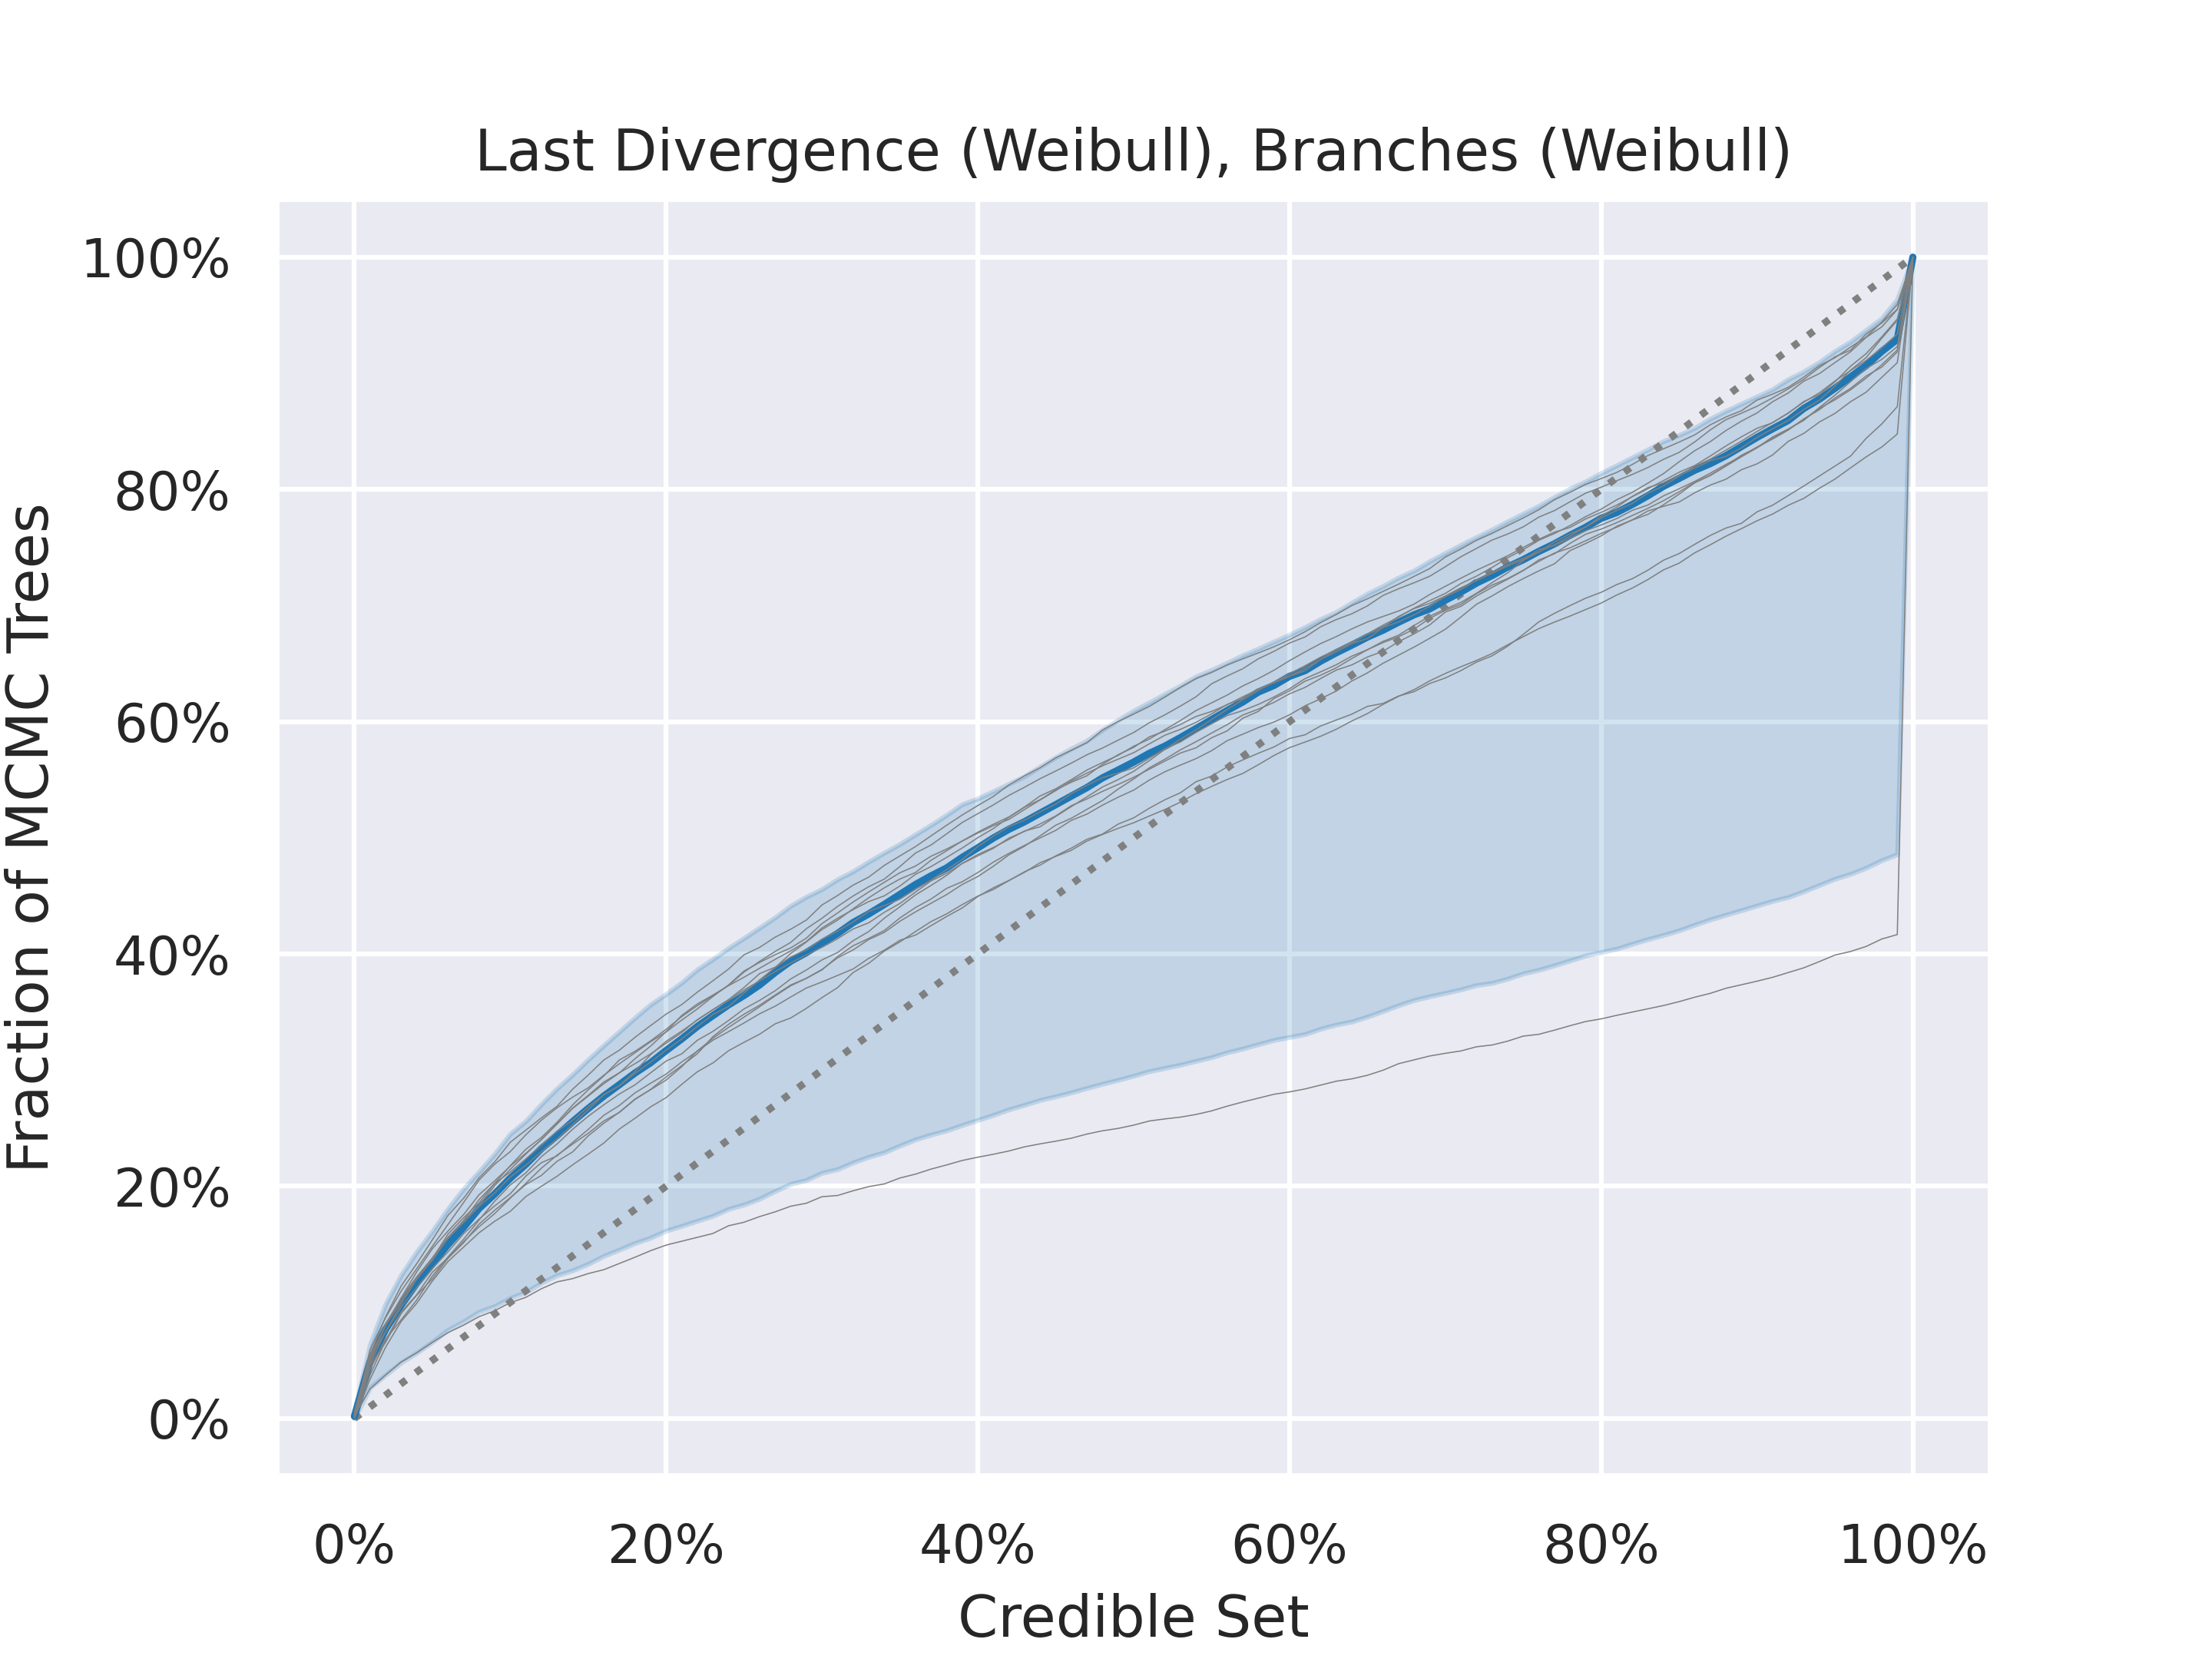 Last Divergence (Weibull), Branches (Weibull)
100%
80%
60%
40%
20%
0%
Fraction of MCMC Trees
0% 20% 40% 60% 80% 100%
Credible Set